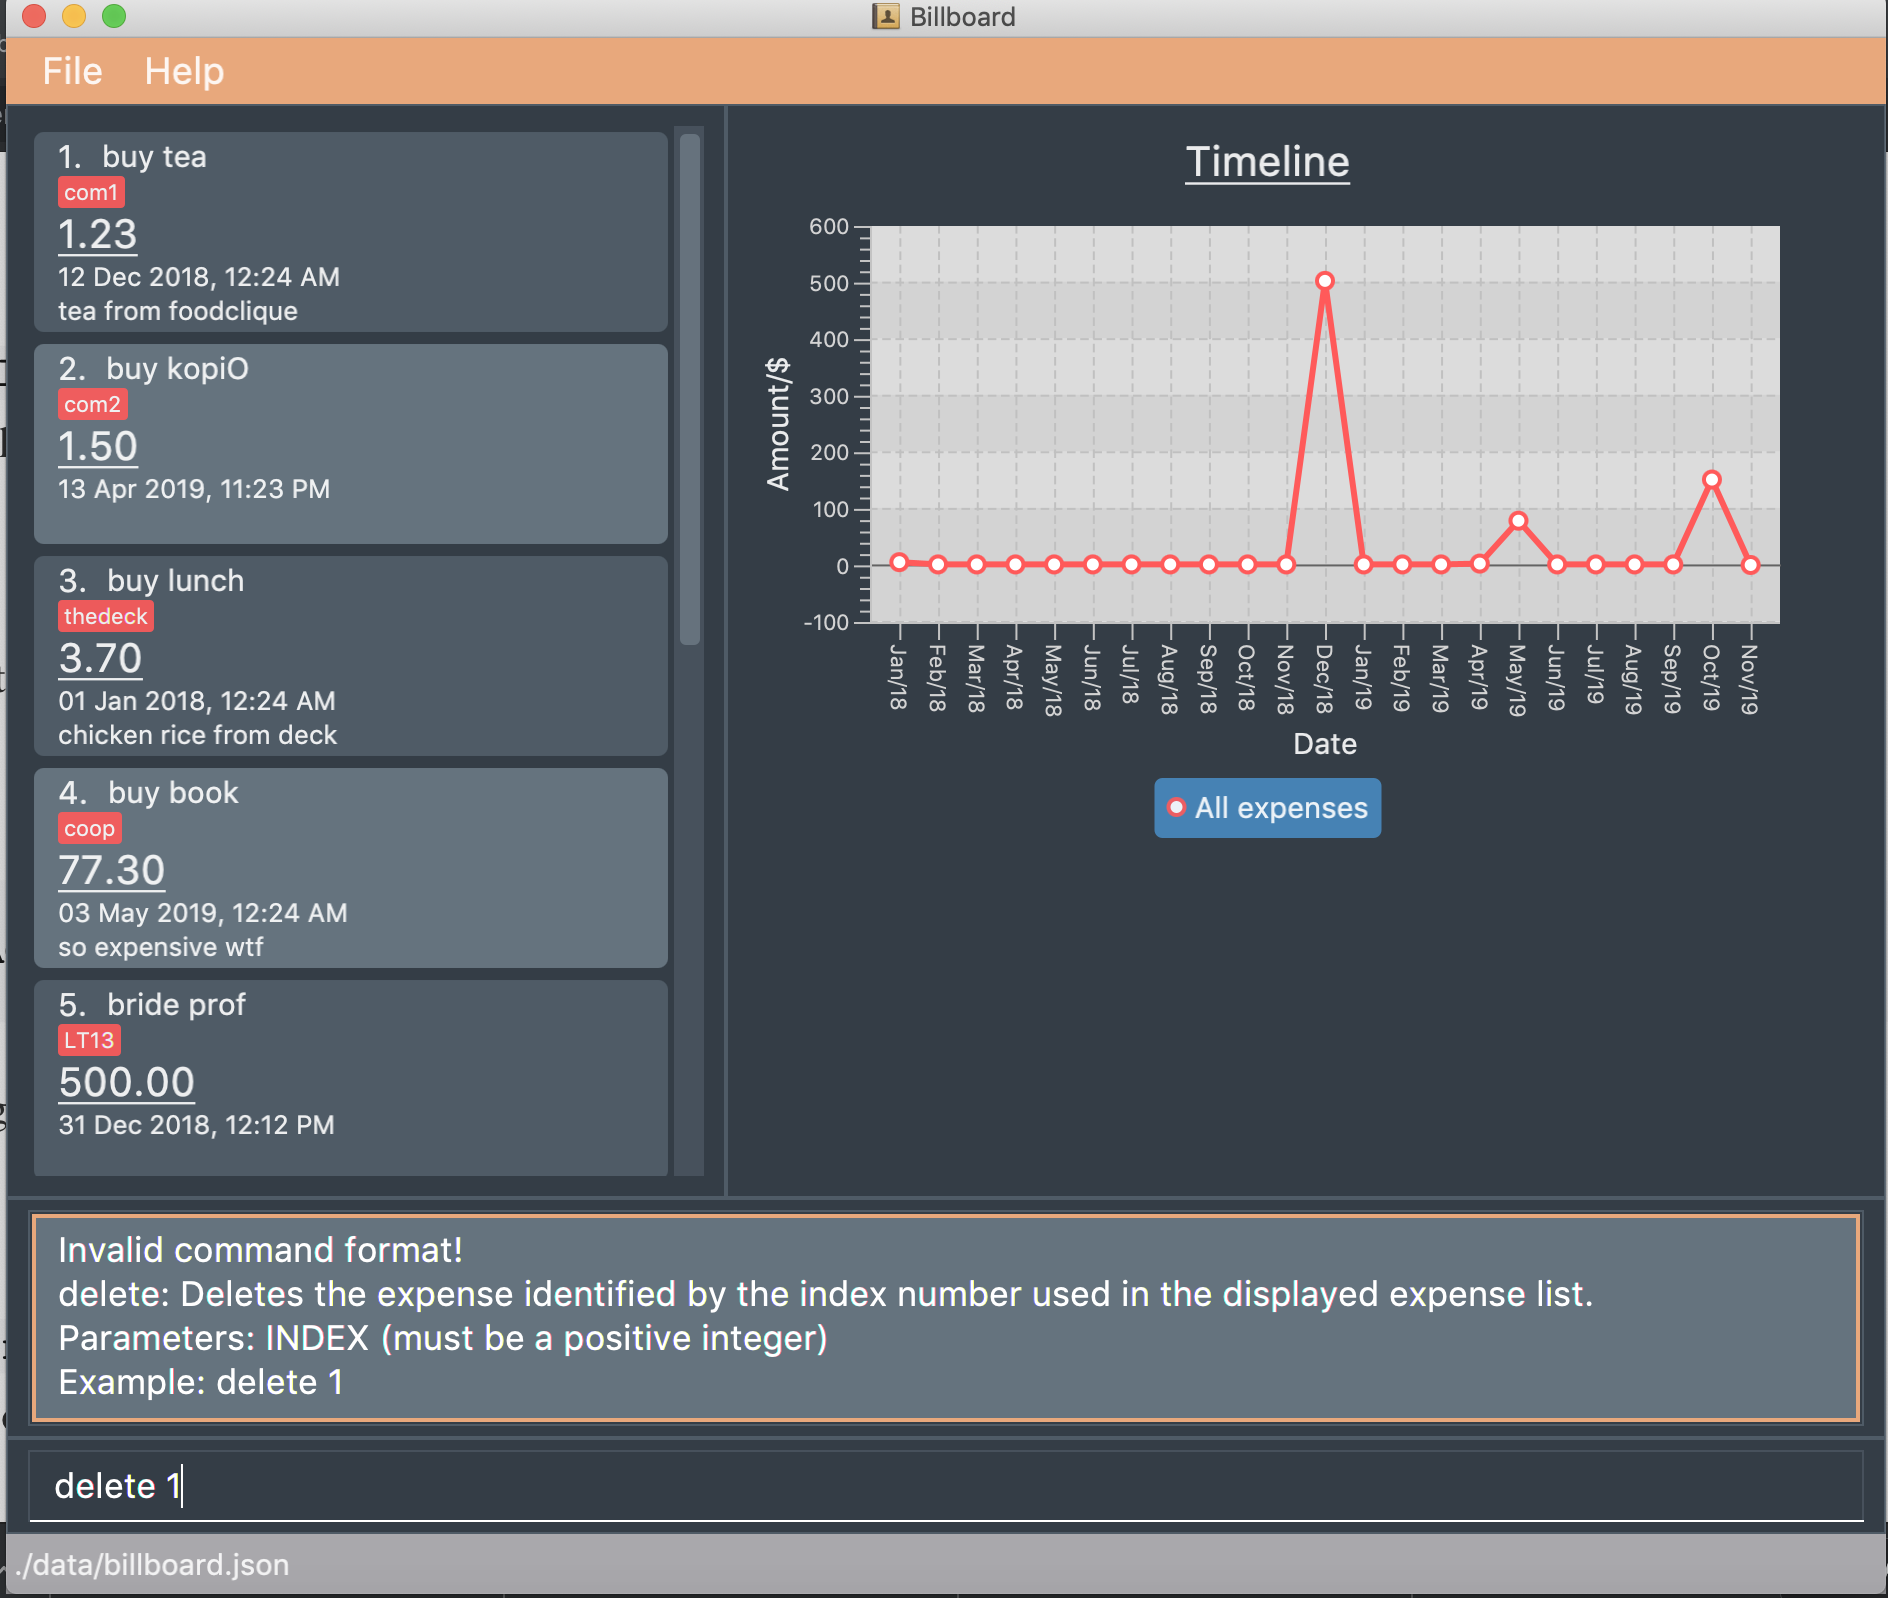 Billboard
File Help
1. buy tea
com1
1.23
12 Dec 2018, 12:24 AM
tea from foodclique
2. buy kopiO
com2
1.50
13 Apr 2019, 11:23 PM
3. buy lunch
thedeck
3.70
01 Jan 2018, 12:24 AM
chicken rice from deck
4. buy book
coop
77.30
03 May 2019, 12:24 AM
so expensive wtf
5. bride prof
LT13
500.00
31 Dec 2018, 12:12 PM
Timeline
Amount/$
600
500
400
300
200
100
0
-100
Jan/18
Feb/18
Mar/18
Apr/18
May/18
Jun/18
Jul/18
Aug/18
Sep/18
Oct/18
Nov/18
Dec/18
Jan/19
Feb/19
Mar/19
Apr/19
May/19
Jun/19
Jul/19
Aug/19
Sep/19
Oct/19
Nov/19
Date
All expenses
Invalid command format!
delete: Deletes the expense identified by the index number used in the displayed expense list.
Parameters: INDEX (must be a positive integer)
Example: delete 1
delete 1
./data/billboard.json